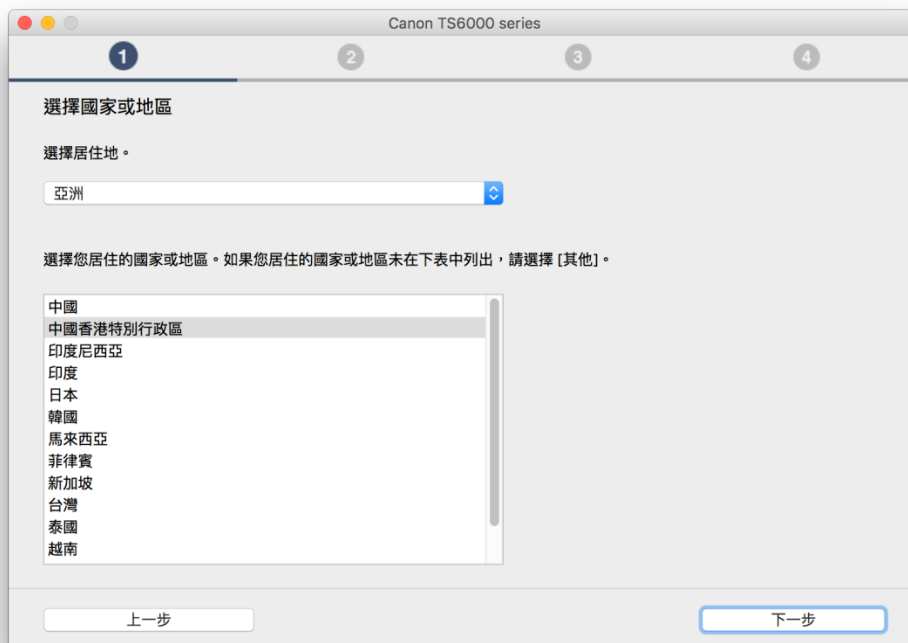 Canon TS6000 series
1 2 3 4
選擇國家或地區
選擇居住地。
亞洲
選擇您居住的國家或地區。如果您居住的國家或地區未在下表中列出，請選擇 [其他]。
中國
中國香港特別行政區
印度尼西亞
印度
日本
韓國
馬來西亞
菲律賓
新加坡
台灣
泰國
越南
上一步 下一步